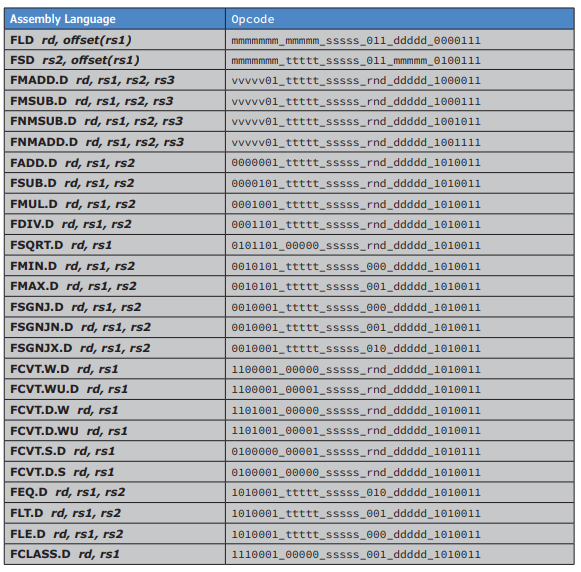 Assembly Language Opcode
FLD rd, offset(rs1) mmmmmmm_mmmmm_sssss_011_ddddd_0000111
FSD rs2, offset(rs1) mmmmmmm_ttttt_sssss_011_mmmmm_0100111
FMADD.D rd, rs1, rs2, rs3 vvvvv01_ttttt_sssss_rnd_ddddd_1000011
FMSUB.D rd, rs1, rs2, rs3 vvvvv01_ttttt_sssss_rnd_ddddd_1000111
FNMSUB.D rd, rs1, rs2, rs3 vvvvv01_ttttt_sssss_rnd_ddddd_1001011
FNMADD.D rd, rs1, rs2, rs3 vvvvv01_ttttt_sssss_rnd_ddddd_1001111
FADD.D rd, rs1, rs2 0000001_ttttt_sssss_rnd_ddddd_1010011
FSUB.D rd, rs1, rs2 0000101_ttttt_sssss_rnd_ddddd_1010011
FMUL.D rd, rs1, rs2 0001001_ttttt_sssss_rnd_ddddd_1010011
FDIV.D rd, rs1, rs2 0001101_ttttt_sssss_rnd_ddddd_1010011
FSQRT.D rd, rs1 0101101_00000_sssss_rnd_ddddd_1010011
FMIN.D rd, rs1, rs2 0010101_ttttt_sssss_000_ddddd_1010011
FMAX.D rd, rs1, rs2 0010101_ttttt_sssss_001_ddddd_1010011
FSGNJ.D rd, rs1, rs2 0010001_ttttt_sssss_000_ddddd_1010011
FSGNJN.D rd, rs1, rs2 0010001_ttttt_sssss_001_ddddd_1010011
FSGNJX.D rd, rs1, rs2 0010001_ttttt_sssss_010_ddddd_1010011
FCVT.W.D rd, rs1 1100001_00000_sssss_rnd_ddddd_1010011
FCVT.WU.D rd, rs1 1100001_00001_sssss_rnd_ddddd_1010011
FCVT.D.W rd, rs1 1101001_00000_sssss_rnd_ddddd_1010011
FCVT.D.WU rd, rs1 1101001_00001_sssss_rnd_ddddd_1010011
FCVT.S.D rd, rs1 0100000_00001_sssss_rnd_ddddd_1010111
FCVT.D.S rd, rs1 0100001_00000_sssss_rnd_ddddd_1010011
FEQ.D rd, rs1, rs2 1010001_ttttt_sssss_010_ddddd_1010011
FLT.D rd, rs1, rs2 1010001_ttttt_sssss_001_ddddd_1010011
FLE.D rd, rs1, rs2 1010001_ttttt_sssss_000_ddddd_1010011
FCLASS.D rd, rs1 1110001_00000_sssss_001_ddddd_1010011